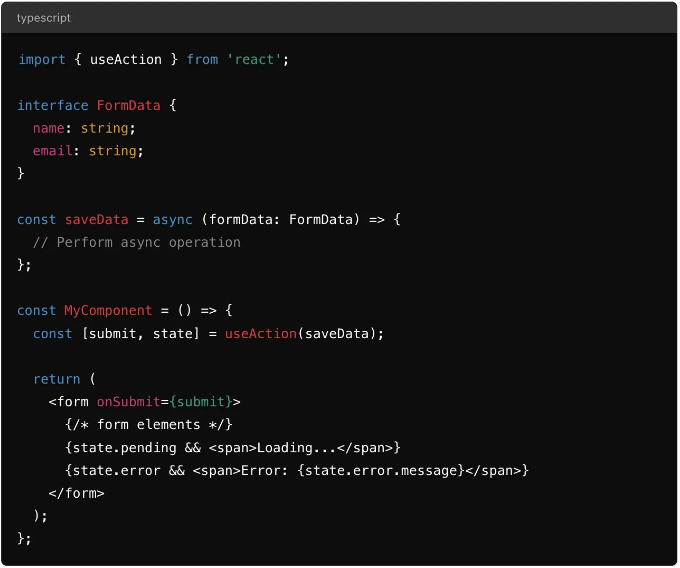 typescript
import { useAction } from 'react';
interface FormData {
name: string;
email: string;
}
const saveData = async (formData: FormData) => {
// Perform async operation
};
const MyComponent = () => {
const [submit, state] = useAction(saveData);
return (
<form onSubmit={submit}>
{/* form elements */}
{state.pending && <span>Loading...</span>}
{state.error && <span>Error: {state.error.message}</span>}
</form>
);
};